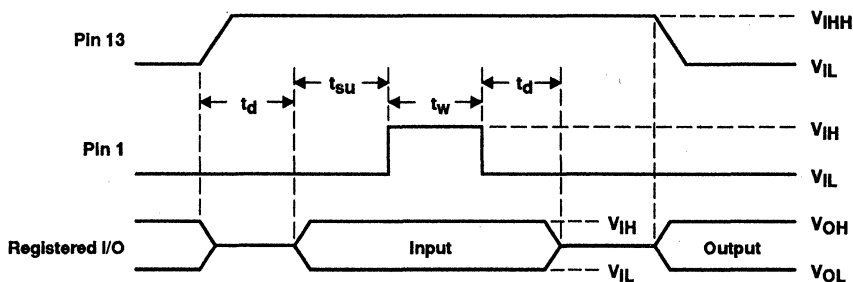 Pin 13
V_IHH
V_IL
t_d
t_su
t_w
t_d
Pin 1
V_IH
V_IL
Registered I/O
Input
V_IH
V_IL
Output
V_OH
V_OL